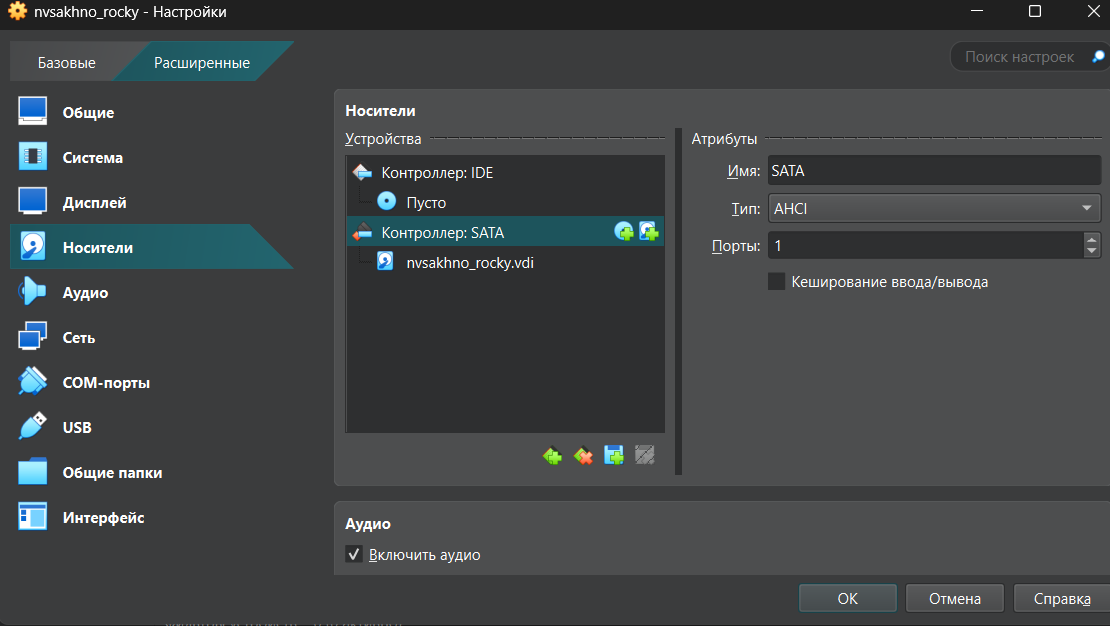 nvsakhno_rocky - Настройки
Базовые
Расширенные
Поиск настроек
Общие
Система
Дисплей
Носители
Аудио
Сеть
COM-порты
USB
Общие папки
Интерфейс
Носители
Устройства
Контроллер: IDE
Пусто
Контроллер: SATA
nvsakhno_rocky.vdi
Атрибуты
Имя: SATA
Тип: AHCI
Порты: 1
Кеширование ввода/вывода
Аудио
Включить аудио
OK
Отмена
Справка